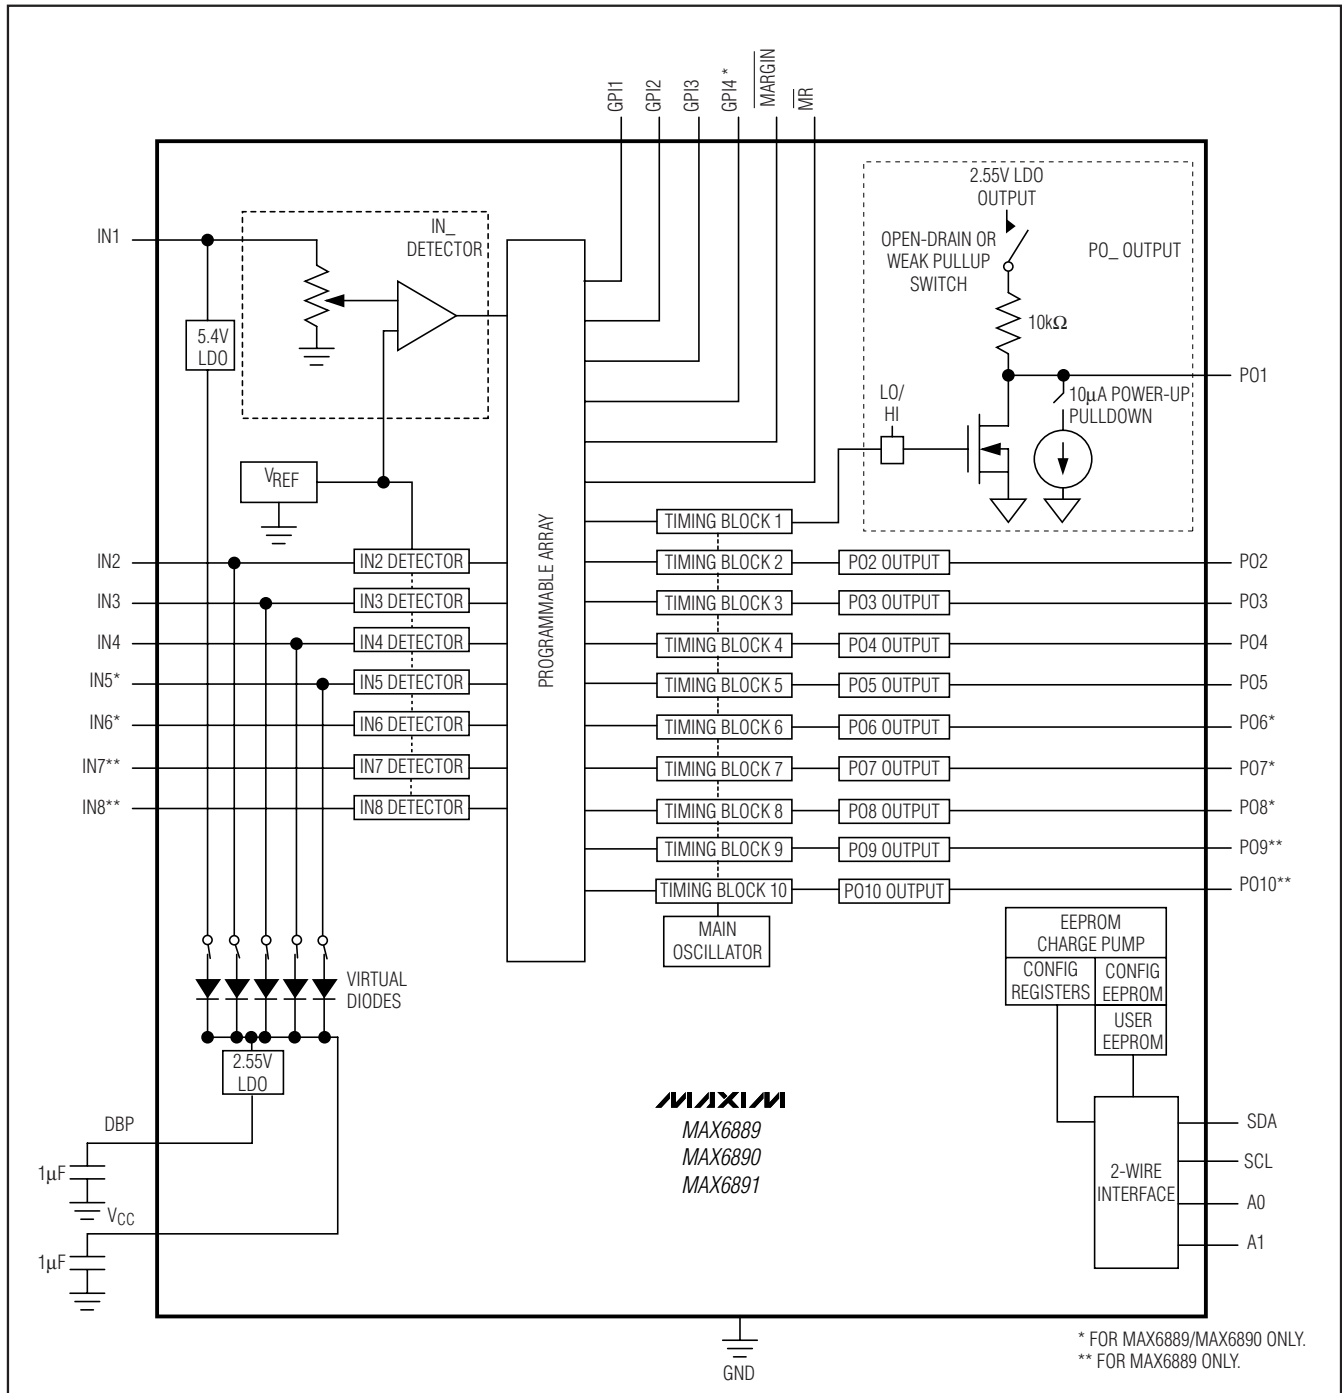 GPI1
GPI2
GPI3
GPI4 *
MARGIN
MR
2.55V LDO
OUTPUT
OPEN-DRAIN OR
WEAK PULLUP
SWITCH
PO_ OUTPUT
10kΩ
IN1
IN_
DETECTOR
5.4V
LDO
LO/
HI
10μA POWER-UP
PULLDOWN
PO1
VREF
PROGRAMMABLE ARRAY
TIMING BLOCK 1
IN2
IN2 DETECTOR
TIMING BLOCK 2
PO2 OUTPUT
PO2
IN3
IN3 DETECTOR
TIMING BLOCK 3
PO3 OUTPUT
PO3
IN4
IN4 DETECTOR
TIMING BLOCK 4
PO4 OUTPUT
PO4
IN5*
IN5 DETECTOR
TIMING BLOCK 5
PO5 OUTPUT
PO5
IN6*
IN6 DETECTOR
TIMING BLOCK 6
PO6 OUTPUT
PO6*
IN7**
IN7 DETECTOR
TIMING BLOCK 7
PO7 OUTPUT
PO7*
IN8**
IN8 DETECTOR
TIMING BLOCK 8
PO8 OUTPUT
PO8*
TIMING BLOCK 9
PO9 OUTPUT
PO9**
TIMING BLOCK 10
PO10 OUTPUT
PO10**
MAIN
OSCILLATOR
EEPROM
CHARGE PUMP
CONFIG
REGISTERS
CONFIG
EEPROM
USER
EEPROM
VIRTUAL
DIODES
2.55V
LDO
DBP
1μF
VCC
1μF
MAXIM
MAX6889
MAX6890
MAX6891
2-WIRE
INTERFACE
SDA
SCL
A0
A1
GND
* FOR MAX6889/MAX6890 ONLY.
** FOR MAX6889 ONLY.